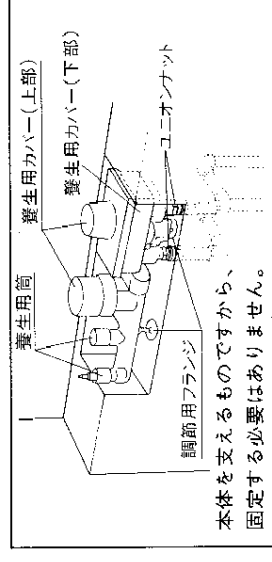 養生用筒
養生用カバー(上部)
養生用カバー(下部)
ユニオンナット
調節用フランジ
本体を支えるものですから、
固定する必要はありません。